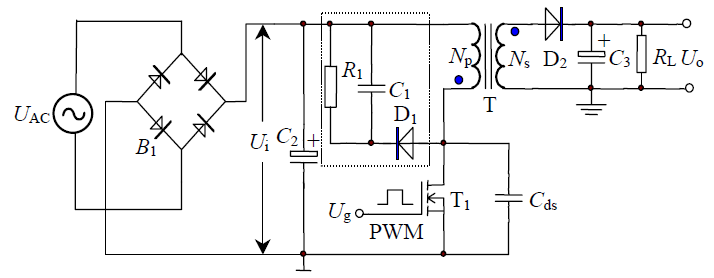 R1
C1
D1
Np
Ns
T
D2
+
C3
RL
Uo
UAC
B1
Ui
C2
+
Ug
PWM
T1
Cds